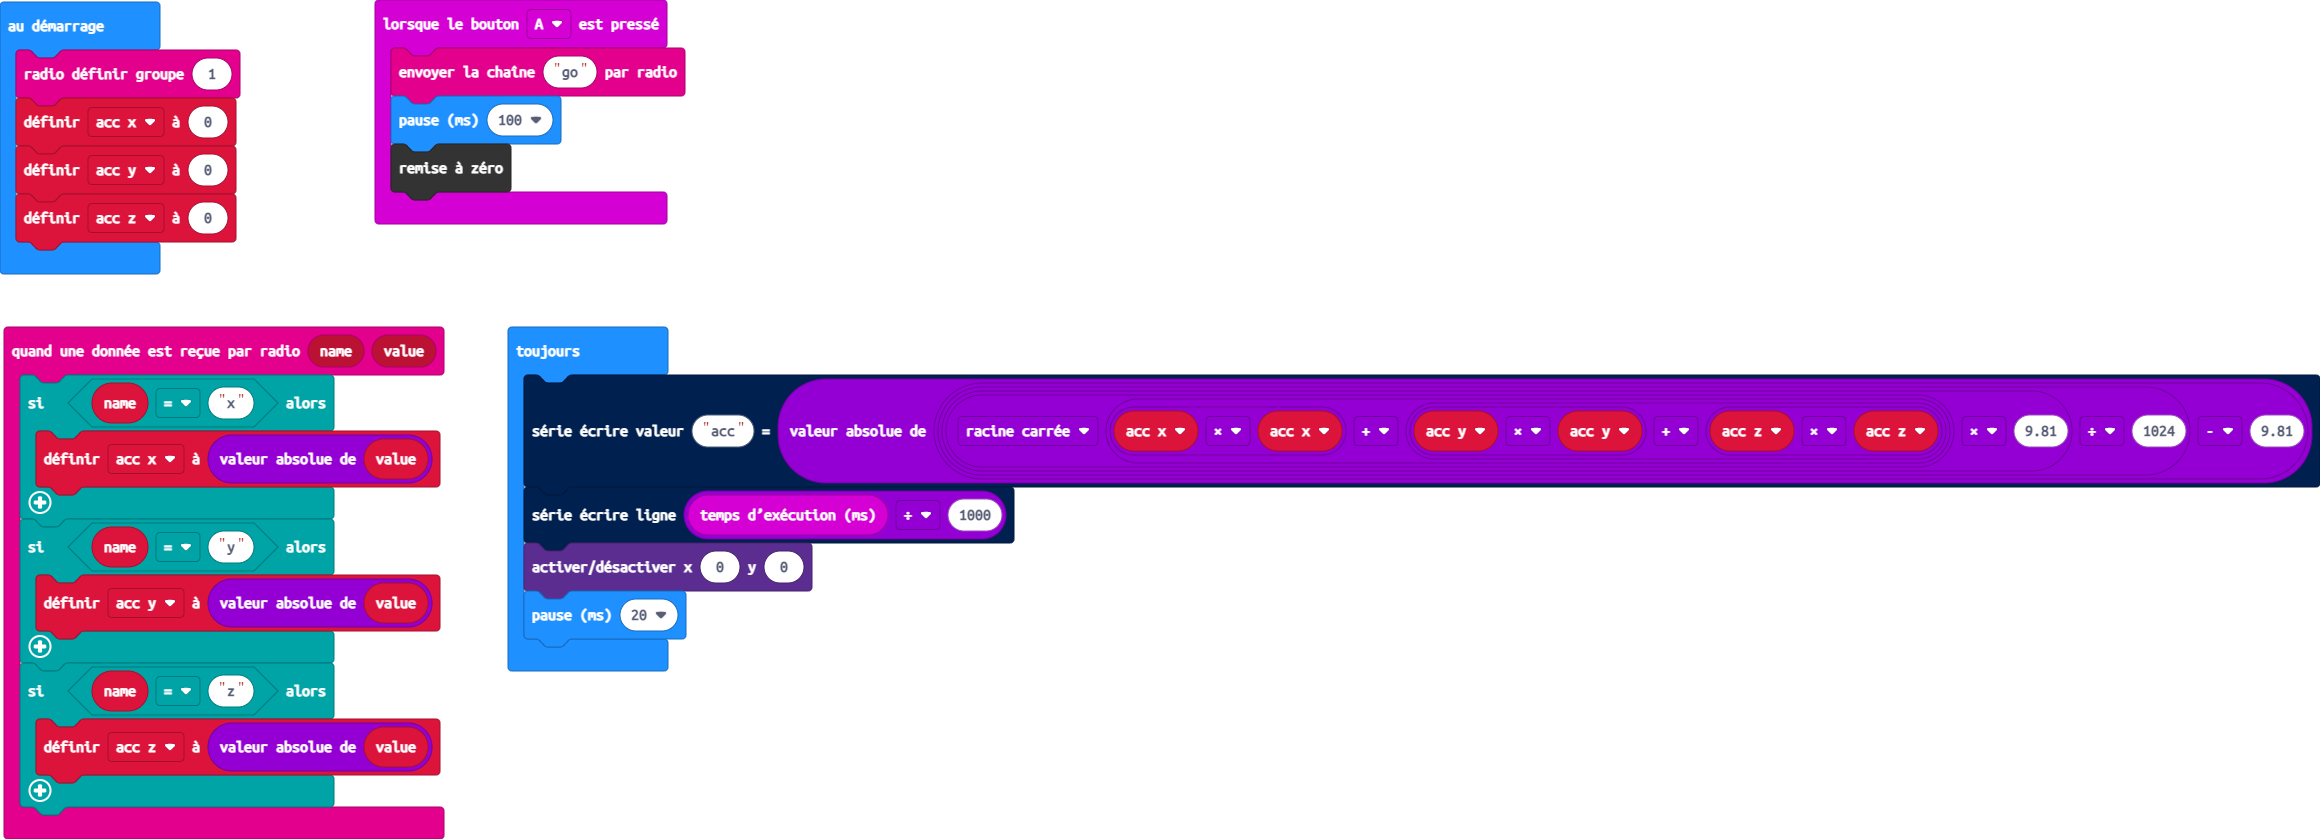 au démarrage
radio définir groupe 1
définir acc x à 0
définir acc y à 0
définir acc z à 0
lorsque le bouton A est pressé
envoyer la chaîne "go" par radio
pause (ms) 100
remise à zéro
quand une donnée est reçue par radio name value
si name = "x" alors
définir acc x à valeur absolue de value
si name = "y" alors
définir acc y à valeur absolue de value
si name = "z" alors
définir acc z à valeur absolue de value
toujours
série écrire valeur "acc" = valeur absolue de racine carrée acc x × acc x + acc y × acc y + acc z × acc z × 9.81 ÷ 1024 - 9.81
série écrire ligne temps d’exécution (ms) ÷ 1000
activer/désactiver x 0 y 0
pause (ms) 20